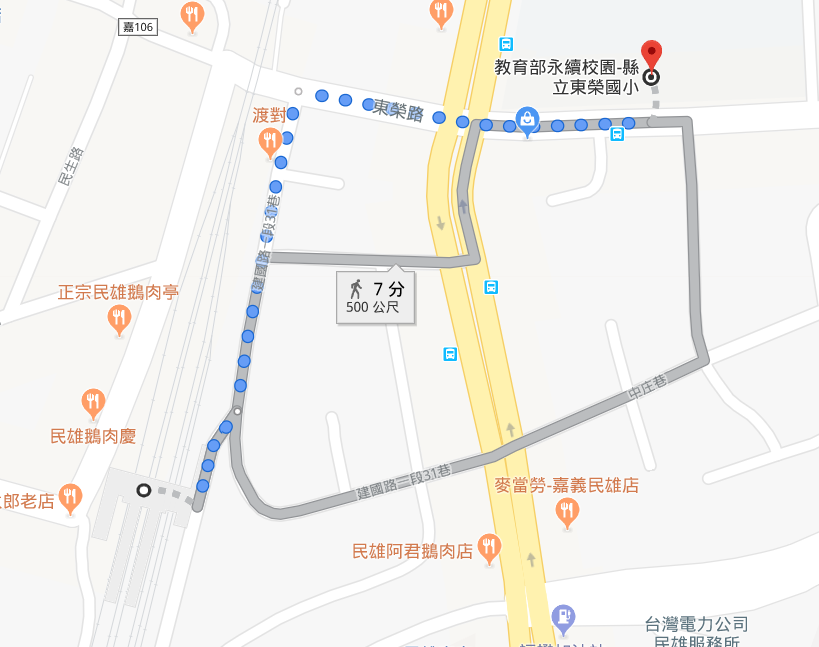 嘉106
教育部永續校園-縣
立東榮國小
渡對
東榮路
民生路
建國路一段31巷
7 分
500 公尺
正宗民雄鵝肉亭
中庄巷
民雄鵝肉慶
建國路三段31巷
麥當勞-嘉義民雄店
郎老店
民雄阿君鵝肉店
台灣電力公司
民雄服務所